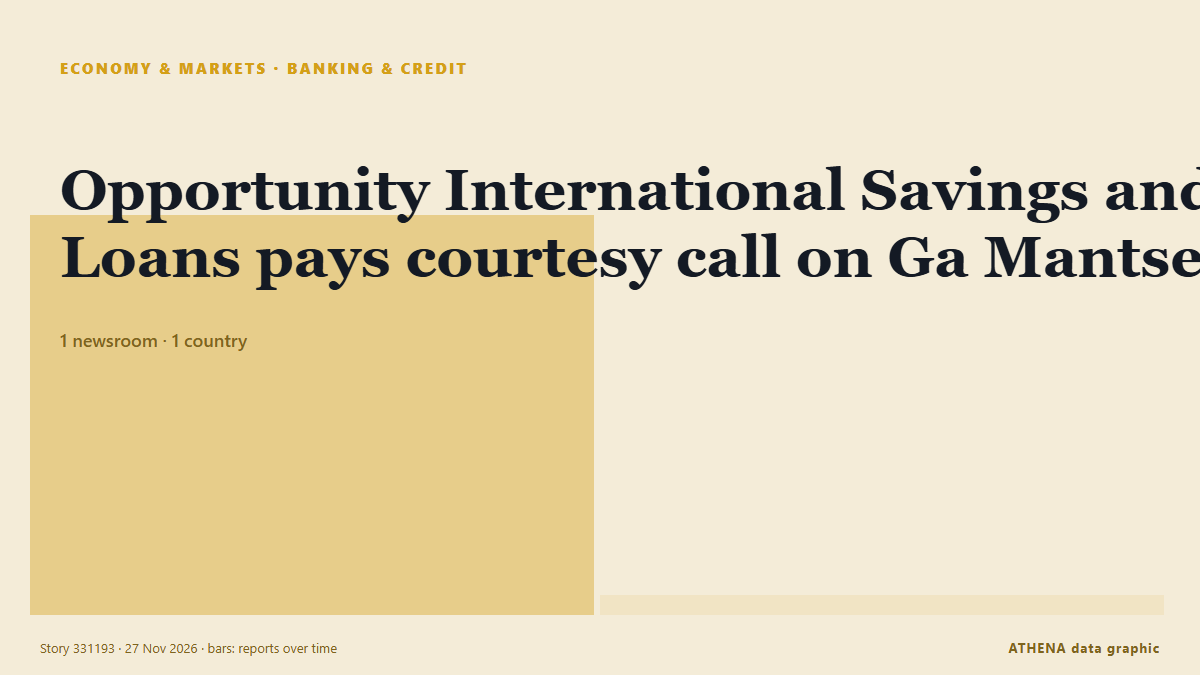 ECONOMY & MARKETS · BANKING & CREDIT
Opportunity International Savings and
Loans pays courtesy call on Ga Mantse
1 newsroom · 1 country
Story 331193 · 27 Nov 2026 · bars: reports over time
ATHENA data graphic